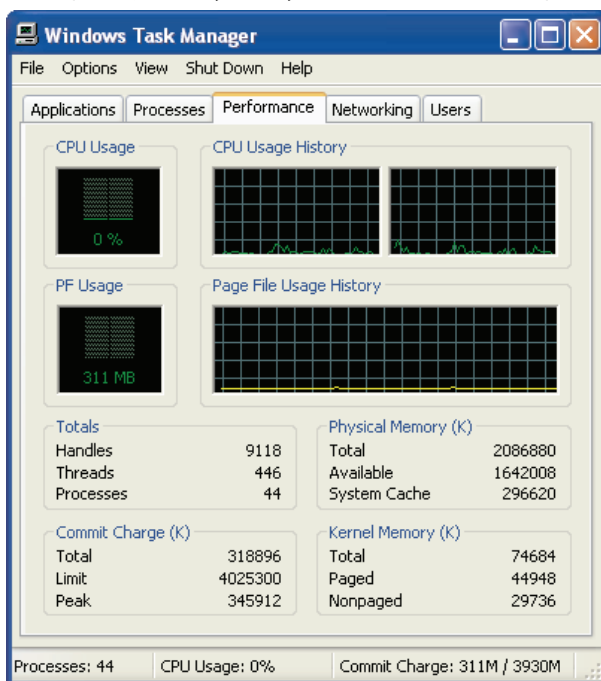 Windows Task Manager
File Options View Shut Down Help
Applications Processes Performance Networking Users
CPU Usage CPU Usage History
0 %
PF Usage Page File Usage History
311 MB
Totals
Handles 9118
Threads 446
Processes 44
Physical Memory (K)
Total 2086880
Available 1642008
System Cache 296620
Commit Charge (K)
Total 318896
Limit 4025300
Peak 345912
Kernel Memory (K)
Total 74684
Paged 44948
Nonpaged 29736
Processes: 44 CPU Usage: 0% Commit Charge: 311M / 3930M